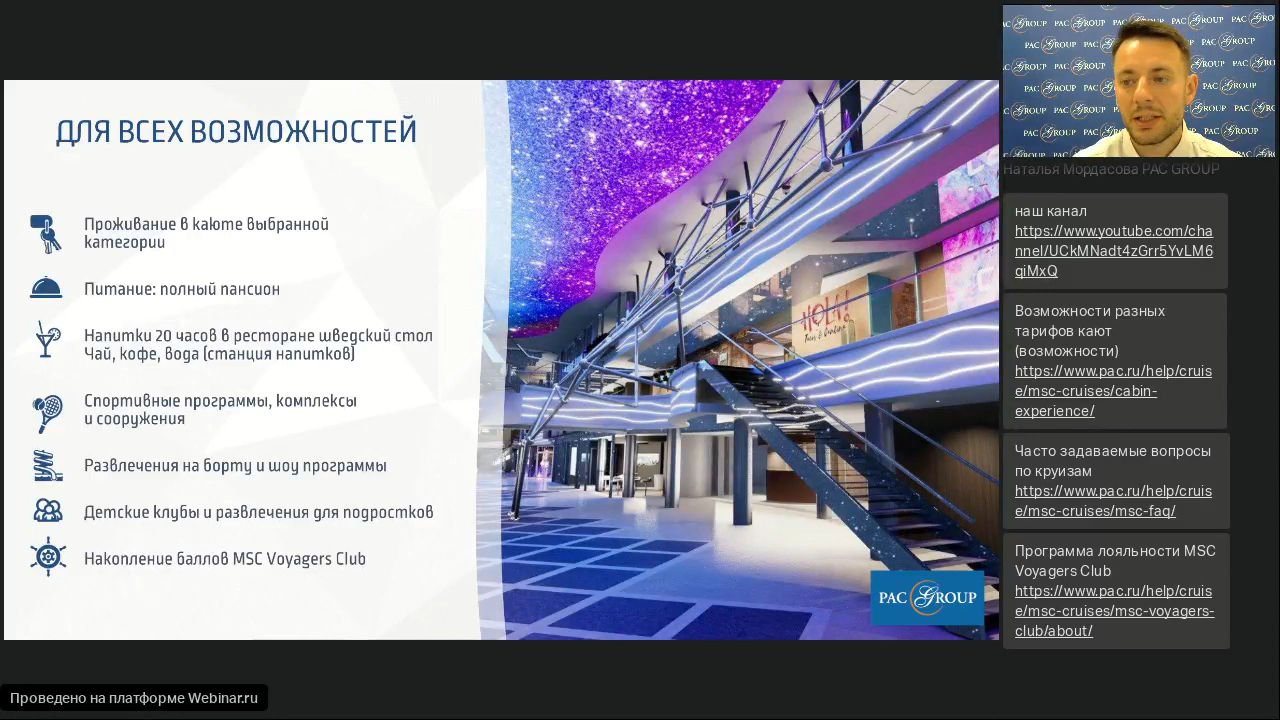 ДЛЯ ВСЕХ ВОЗМОЖНОСТЕЙ
Проживание в каюте выбранной
категории
Питание: полный пансион
Напитки 20 часов в ресторане шведский стол
Чай, кофе, вода (станция напитков)
Спортивные программы, комплексы
и сооружения
Развлечения на борту и шоу программы
Детские клубы и развлечения для подростков
Накопление баллов MSC Voyagers Club
HOLA!
Tacos & Cantina
PAC GROUP
PAC GROUP
Наталья Мордасова PAC GROUP
наш канал
https://www.youtube.com/cha
nnel/UCkMNadt4zGrr5YvLM6
qiMxQ
Возможности разных
тарифов кают
(возможности)
https://www.pac.ru/help/cruis
e/msc-cruises/cabin-
experience/
Часто задаваемые вопросы
по круизам
https://www.pac.ru/help/cruis
e/msc-cruises/msc-faq/
Программа лояльности MSC
Voyagers Club
https://www.pac.ru/help/cruis
e/msc-cruises/msc-voyagers-
club/about/
Проведено на платформе Webinar.ru